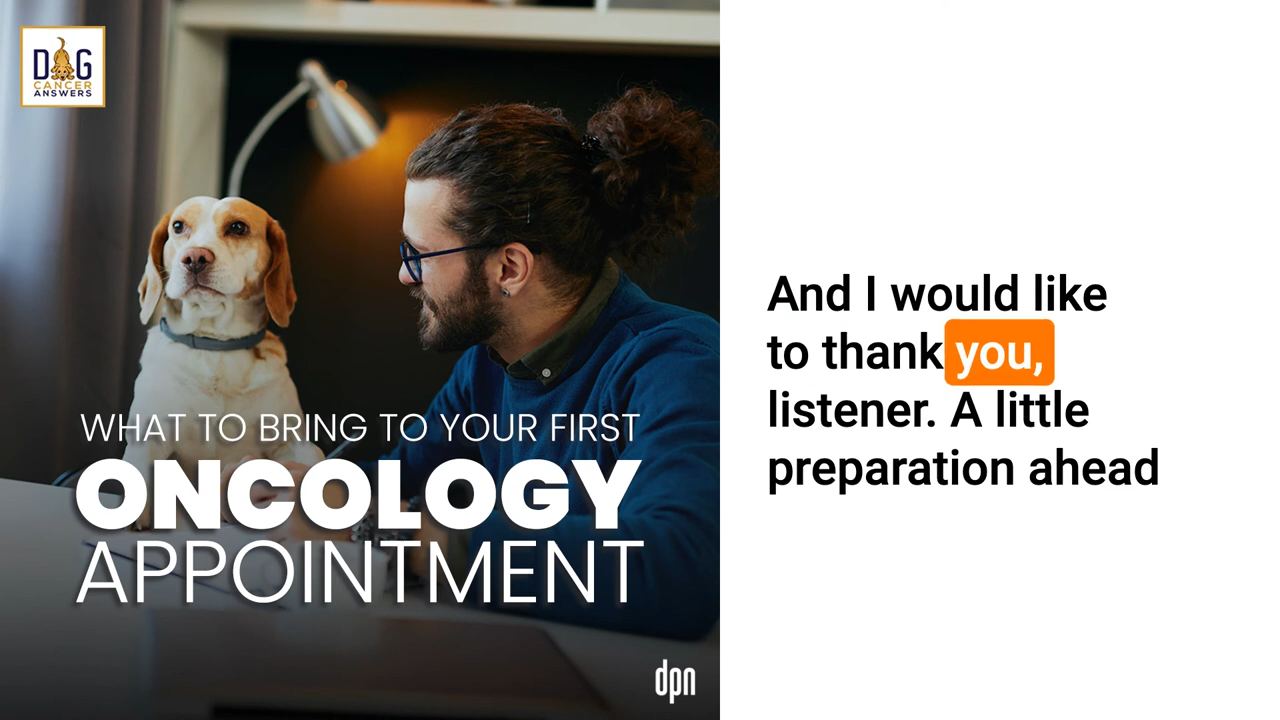 DOG
CANCER
ANSWERS
WHAT TO BRING TO YOUR FIRST
ONCOLOGY
APPOINTMENT
dpn
And I would like
to thank you,
listener. A little
preparation ahead